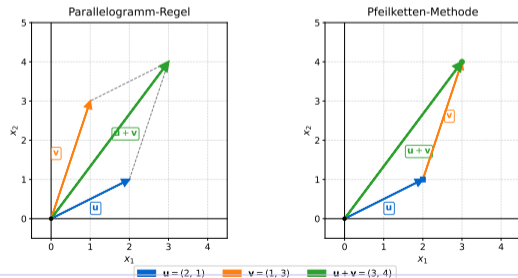 Parallelogramm-Regel
5
4
3
2
1
0
x₂
v
u + v
u
0 1 2 3 4
x₁
Pfeilketten-Methode
5
4
3
2
1
0
x₂
v
u + v
u
0 1 2 3 4
x₁
u = (2, 1) v = (1, 3) u + v = (3, 4)